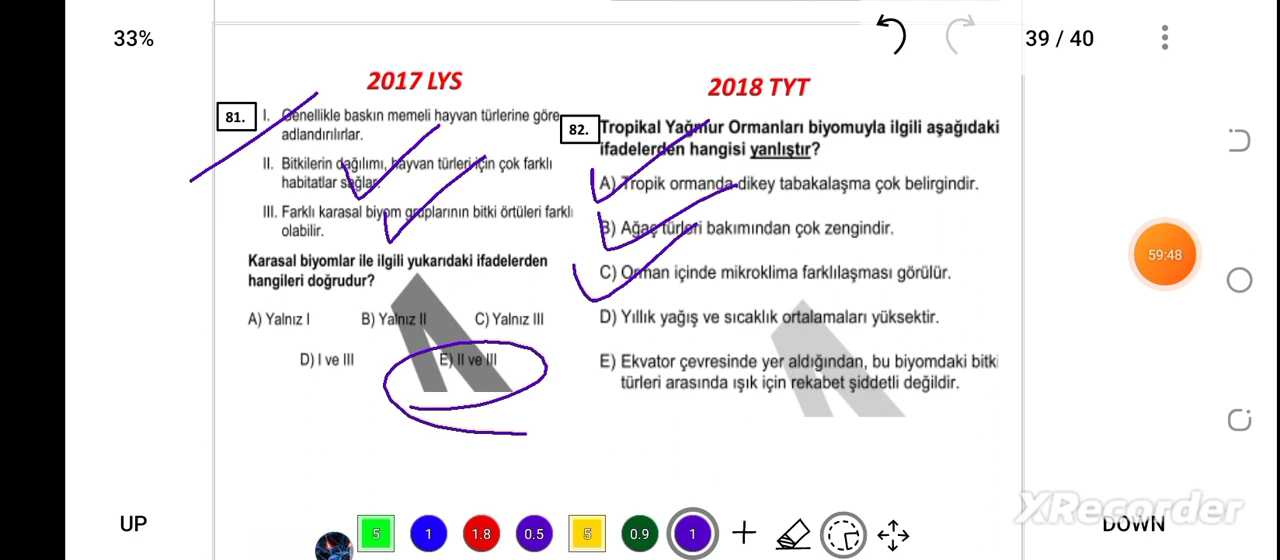 33%
39 / 40
2017 LYS
81.
I. Genellikle baskın memeli hayvan türlerine göre
adlandırılırlar.
II. Bitkilerin dağılımı, hayvan türleri için çok farklı
habitatlar sağlar.
III. Farklı karasal biyom gruplarının bitki örtüleri farklı
olabilir.
Karasal biyomlar ile ilgili yukarıdaki ifadelerden
hangileri doğrudur?
A) Yalnız I B) Yalnız II C) Yalnız III
D) I ve III E) II ve III
2018 TYT
82.
Tropikal Yağmur Ormanları biyomuyla ilgili aşağıdaki
ifadelerden hangisi yanlıştır?
A) Tropik ormanda dikey tabakalaşma çok belirgindir.
B) Ağaç türleri bakımından çok zengindir.
C) Orman içinde mikroklima farklılaşması görülür.
D) Yıllık yağış ve sıcaklık ortalamaları yüksektir.
E) Ekvator çevresinde yer aldığından, bu biyomdaki bitki
türleri arasında ışık için rekabet şiddetli değildir.
59:48
XRecorder
UP
5 1 1.8 0.5 5 0.9 1
DOWN